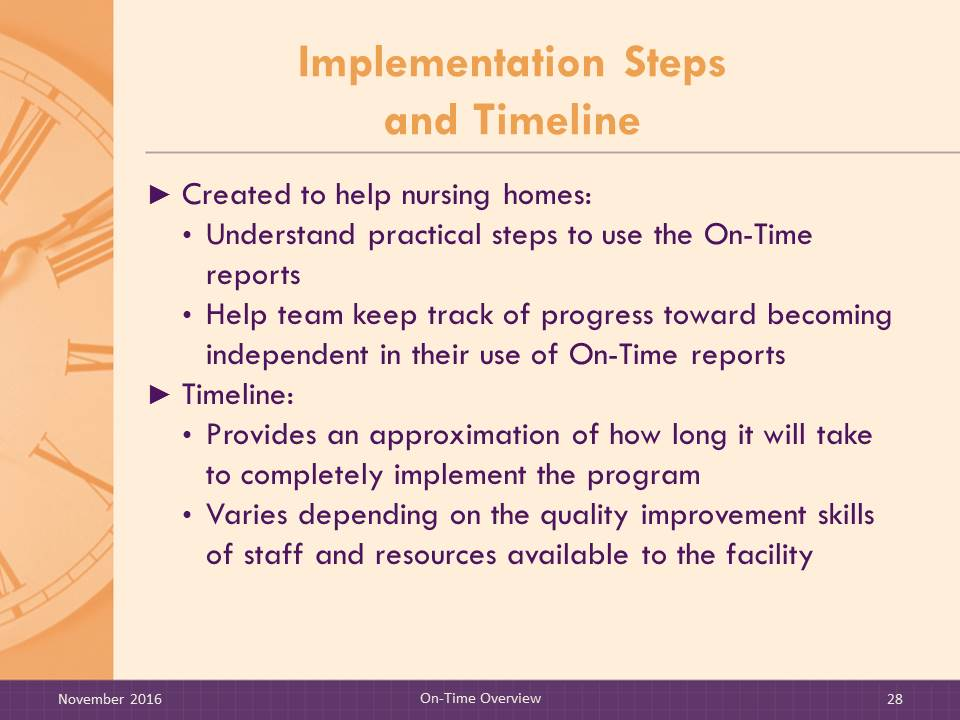 Implementation Steps
and Timeline
► Created to help nursing homes:
• Understand practical steps to use the On-Time
reports
• Help team keep track of progress toward becoming
independent in their use of On-Time reports
► Timeline:
• Provides an approximation of how long it will take
to completely implement the program
• Varies depending on the quality improvement skills
of staff and resources available to the facility
November 2016
On-Time Overview
28